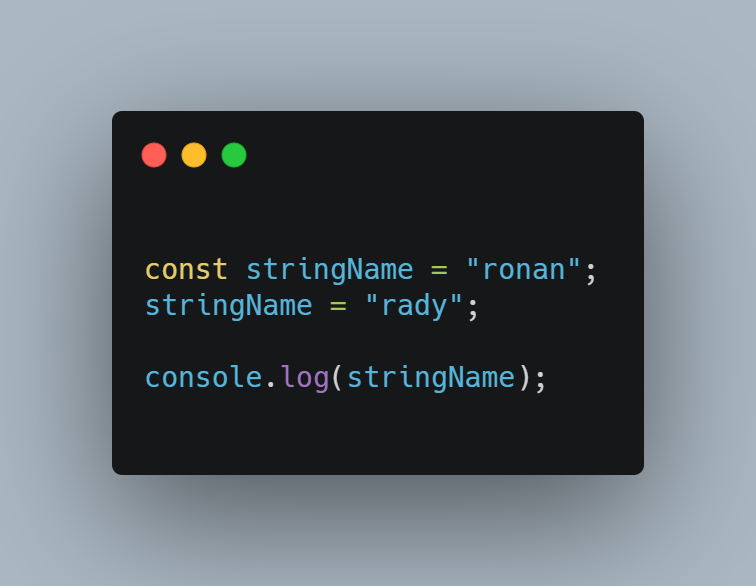 const stringName = "ronan";
stringName = "rady";
console.log(stringName);